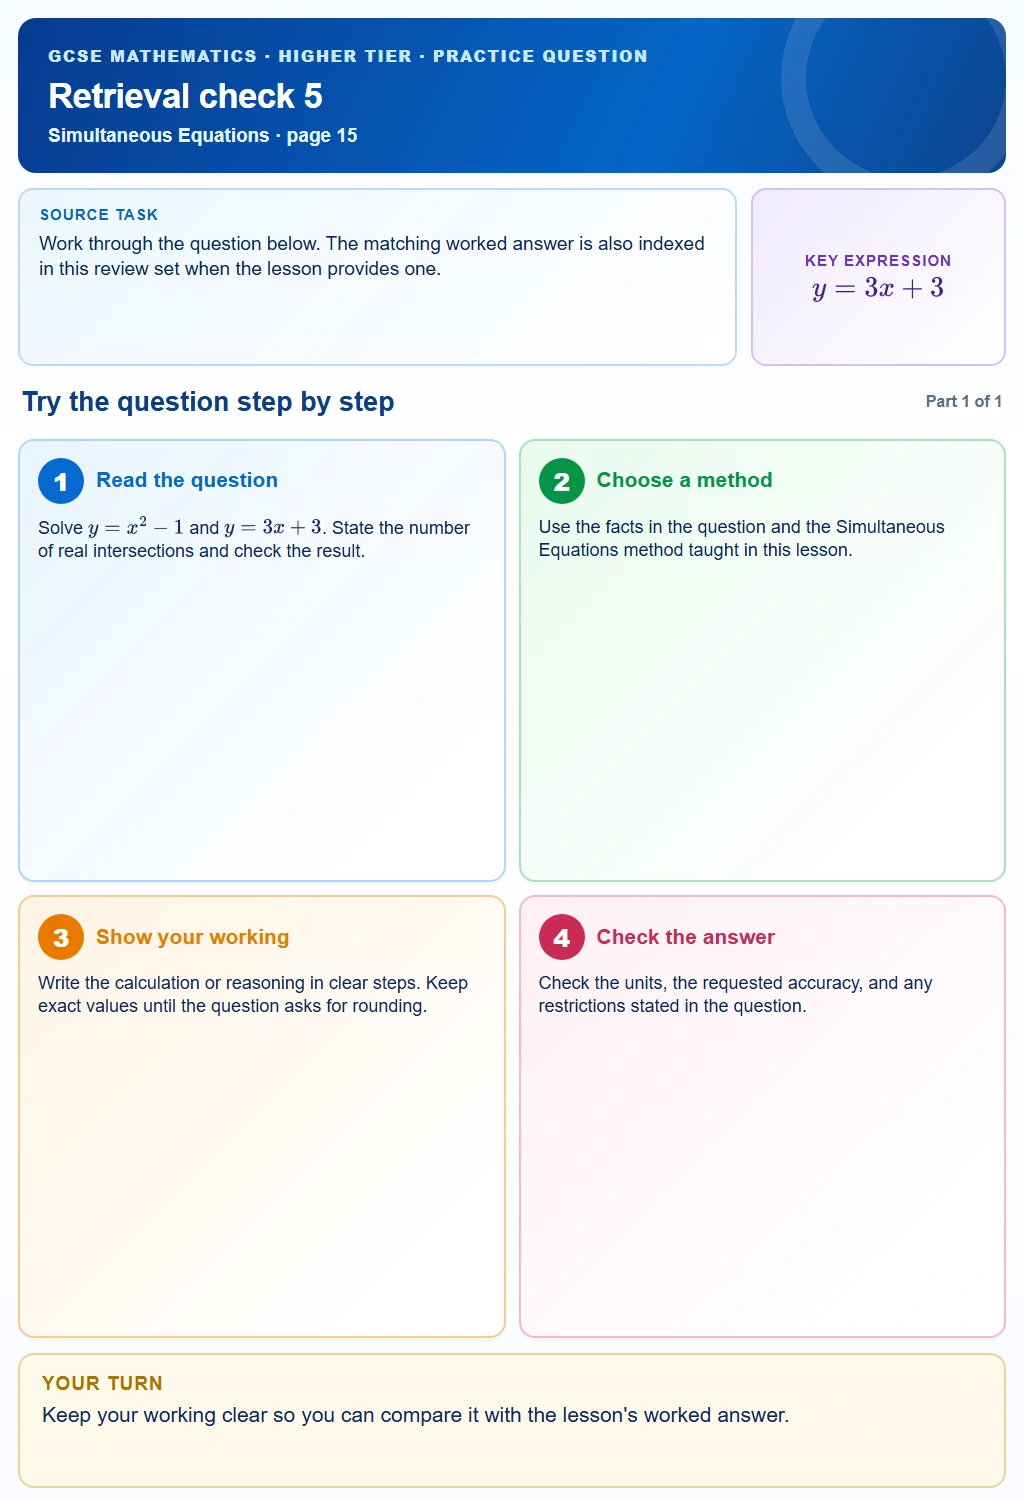 GCSE MATHEMATICS · HIGHER TIER · PRACTICE QUESTION
Retrieval check 5
Simultaneous Equations · page 15
SOURCE TASK
Work through the question below. The matching worked answer is also indexed
in this review set when the lesson provides one.
KEY EXPRESSION
y = 3x + 3
Try the question step by step
Part 1 of 1
1 Read the question
Solve y = x² − 1 and y = 3x + 3. State the number
of real intersections and check the result.
2 Choose a method
Use the facts in the question and the Simultaneous
Equations method taught in this lesson.
3 Show your working
Write the calculation or reasoning in clear steps. Keep
exact values until the question asks for rounding.
4 Check the answer
Check the units, the requested accuracy, and any
restrictions stated in the question.
YOUR TURN
Keep your working clear so you can compare it with the lesson's worked answer.